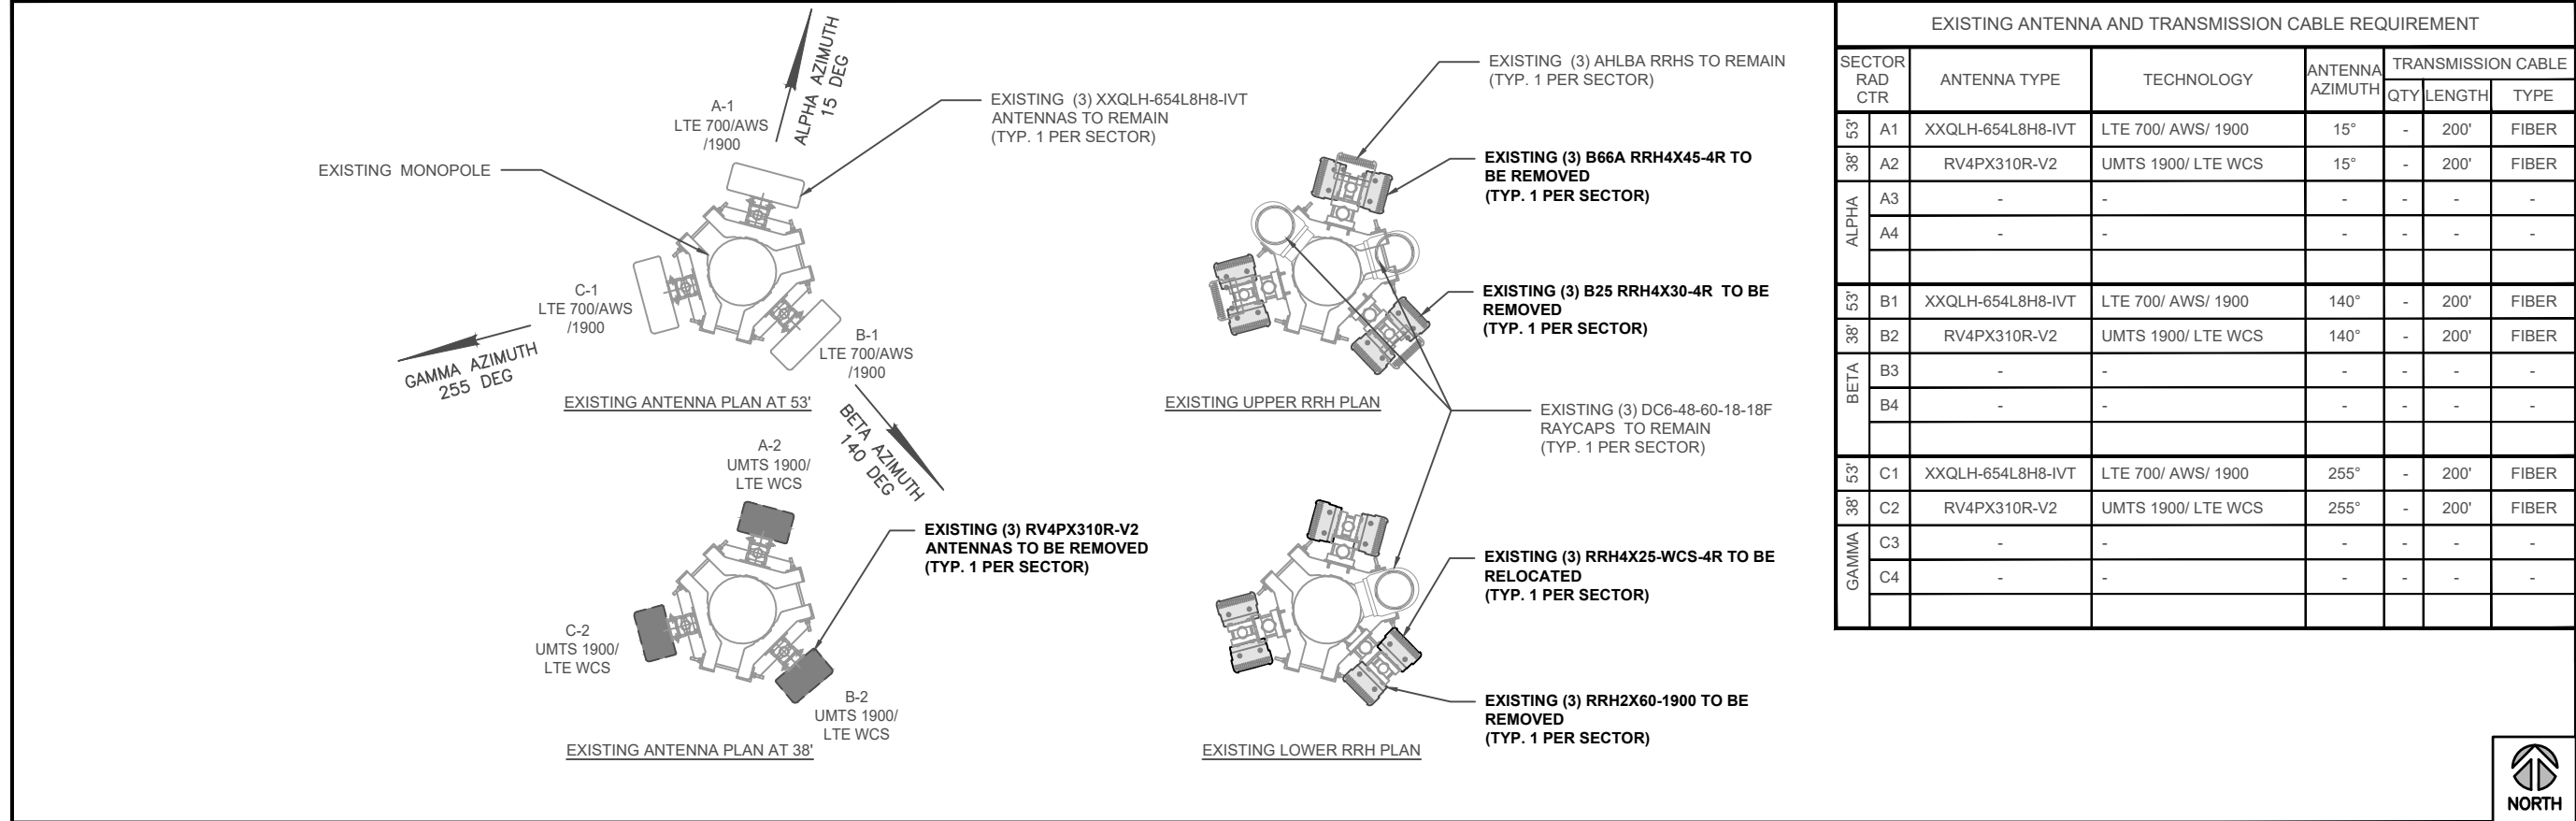 ALPHA AZIMUTH
15 DEG
A-1
LTE 700/AWS
/1900
EXISTING (3) XXQLH-654L8H8-IVT
ANTENNAS TO REMAIN
(TYP. 1 PER SECTOR)
EXISTING MONOPOLE
C-1
LTE 700/AWS
/1900
GAMMA AZIMUTH
255 DEG
B-1
LTE 700/AWS
/1900
BETA AZIMUTH
140 DEG
EXISTING ANTENNA PLAN AT 53'
EXISTING (3) AHLBA RRHS TO REMAIN
(TYP. 1 PER SECTOR)
EXISTING (3) B66A RRH4X45-4R TO
BE REMOVED
(TYP. 1 PER SECTOR)
EXISTING (3) B25 RRH4X30-4R TO BE
REMOVED
(TYP. 1 PER SECTOR)
EXISTING UPPER RRH PLAN
EXISTING (3) DC6-48-60-18-18F
RAYCAPS TO REMAIN
(TYP. 1 PER SECTOR)
A-2
UMTS 1900/
LTE WCS
EXISTING (3) RV4PX310R-V2
ANTENNAS TO BE REMOVED
(TYP. 1 PER SECTOR)
C-2
UMTS 1900/
LTE WCS
B-2
UMTS 1900/
LTE WCS
EXISTING ANTENNA PLAN AT 38'
EXISTING (3) RRH4X25-WCS-4R TO BE
RELOCATED
(TYP. 1 PER SECTOR)
EXISTING (3) RRH2X60-1900 TO BE
REMOVED
(TYP. 1 PER SECTOR)
EXISTING LOWER RRH PLAN
EXISTING ANTENNA AND TRANSMISSION CABLE REQUIREMENT
SECTOR
RAD
CTR
ANTENNA TYPE
TECHNOLOGY
ANTENNA
AZIMUTH
TRANSMISSION CABLE
QTY LENGTH TYPE
53' A1 XXQLH-654L8H8-IVT LTE 700/ AWS/ 1900 15° - 200' FIBER
38' A2 RV4PX310R-V2 UMTS 1900/ LTE WCS 15° - 200' FIBER
ALPHA
A3 - - - - - -
A4 - - - - - -
53' B1 XXQLH-654L8H8-IVT LTE 700/ AWS/ 1900 140° - 200' FIBER
38' B2 RV4PX310R-V2 UMTS 1900/ LTE WCS 140° - 200' FIBER
BETA
B3 - - - - - -
B4 - - - - - -
53' C1 XXQLH-654L8H8-IVT LTE 700/ AWS/ 1900 255° - 200' FIBER
38' C2 RV4PX310R-V2 UMTS 1900/ LTE WCS 255° - 200' FIBER
GAMMA
C3 - - - - - -
C4 - - - - - -
NORTH